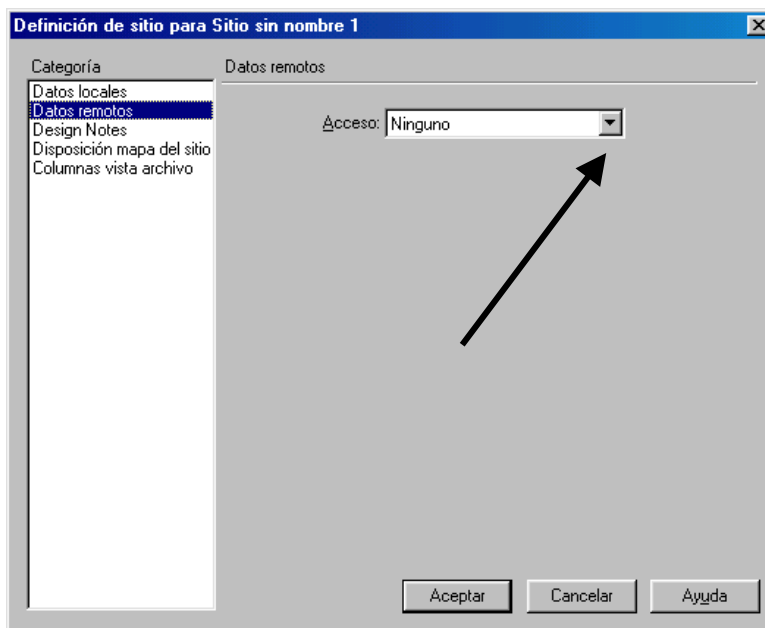 Definición de sitio para Sitio sin nombre 1
Categoría
Datos remotos
Datos locales
Datos remotos
Design Notes
Disposición mapa del sitio
Columnas vista archivo
Acceso: Ninguno
Aceptar
Cancelar
Ayuda